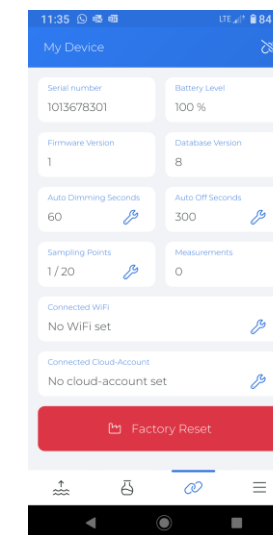 11:35 LTE 84
My Device
Serial number Battery Level
1013678301 100 %
Firmware Version Database Version
1 8
Auto Dimming Seconds Auto Off Seconds
60 300
Sampling Points Measurements
1 / 20 0
Connected WiFi
No WiFi set
Connected Cloud-Account
No cloud-account set
Factory Reset